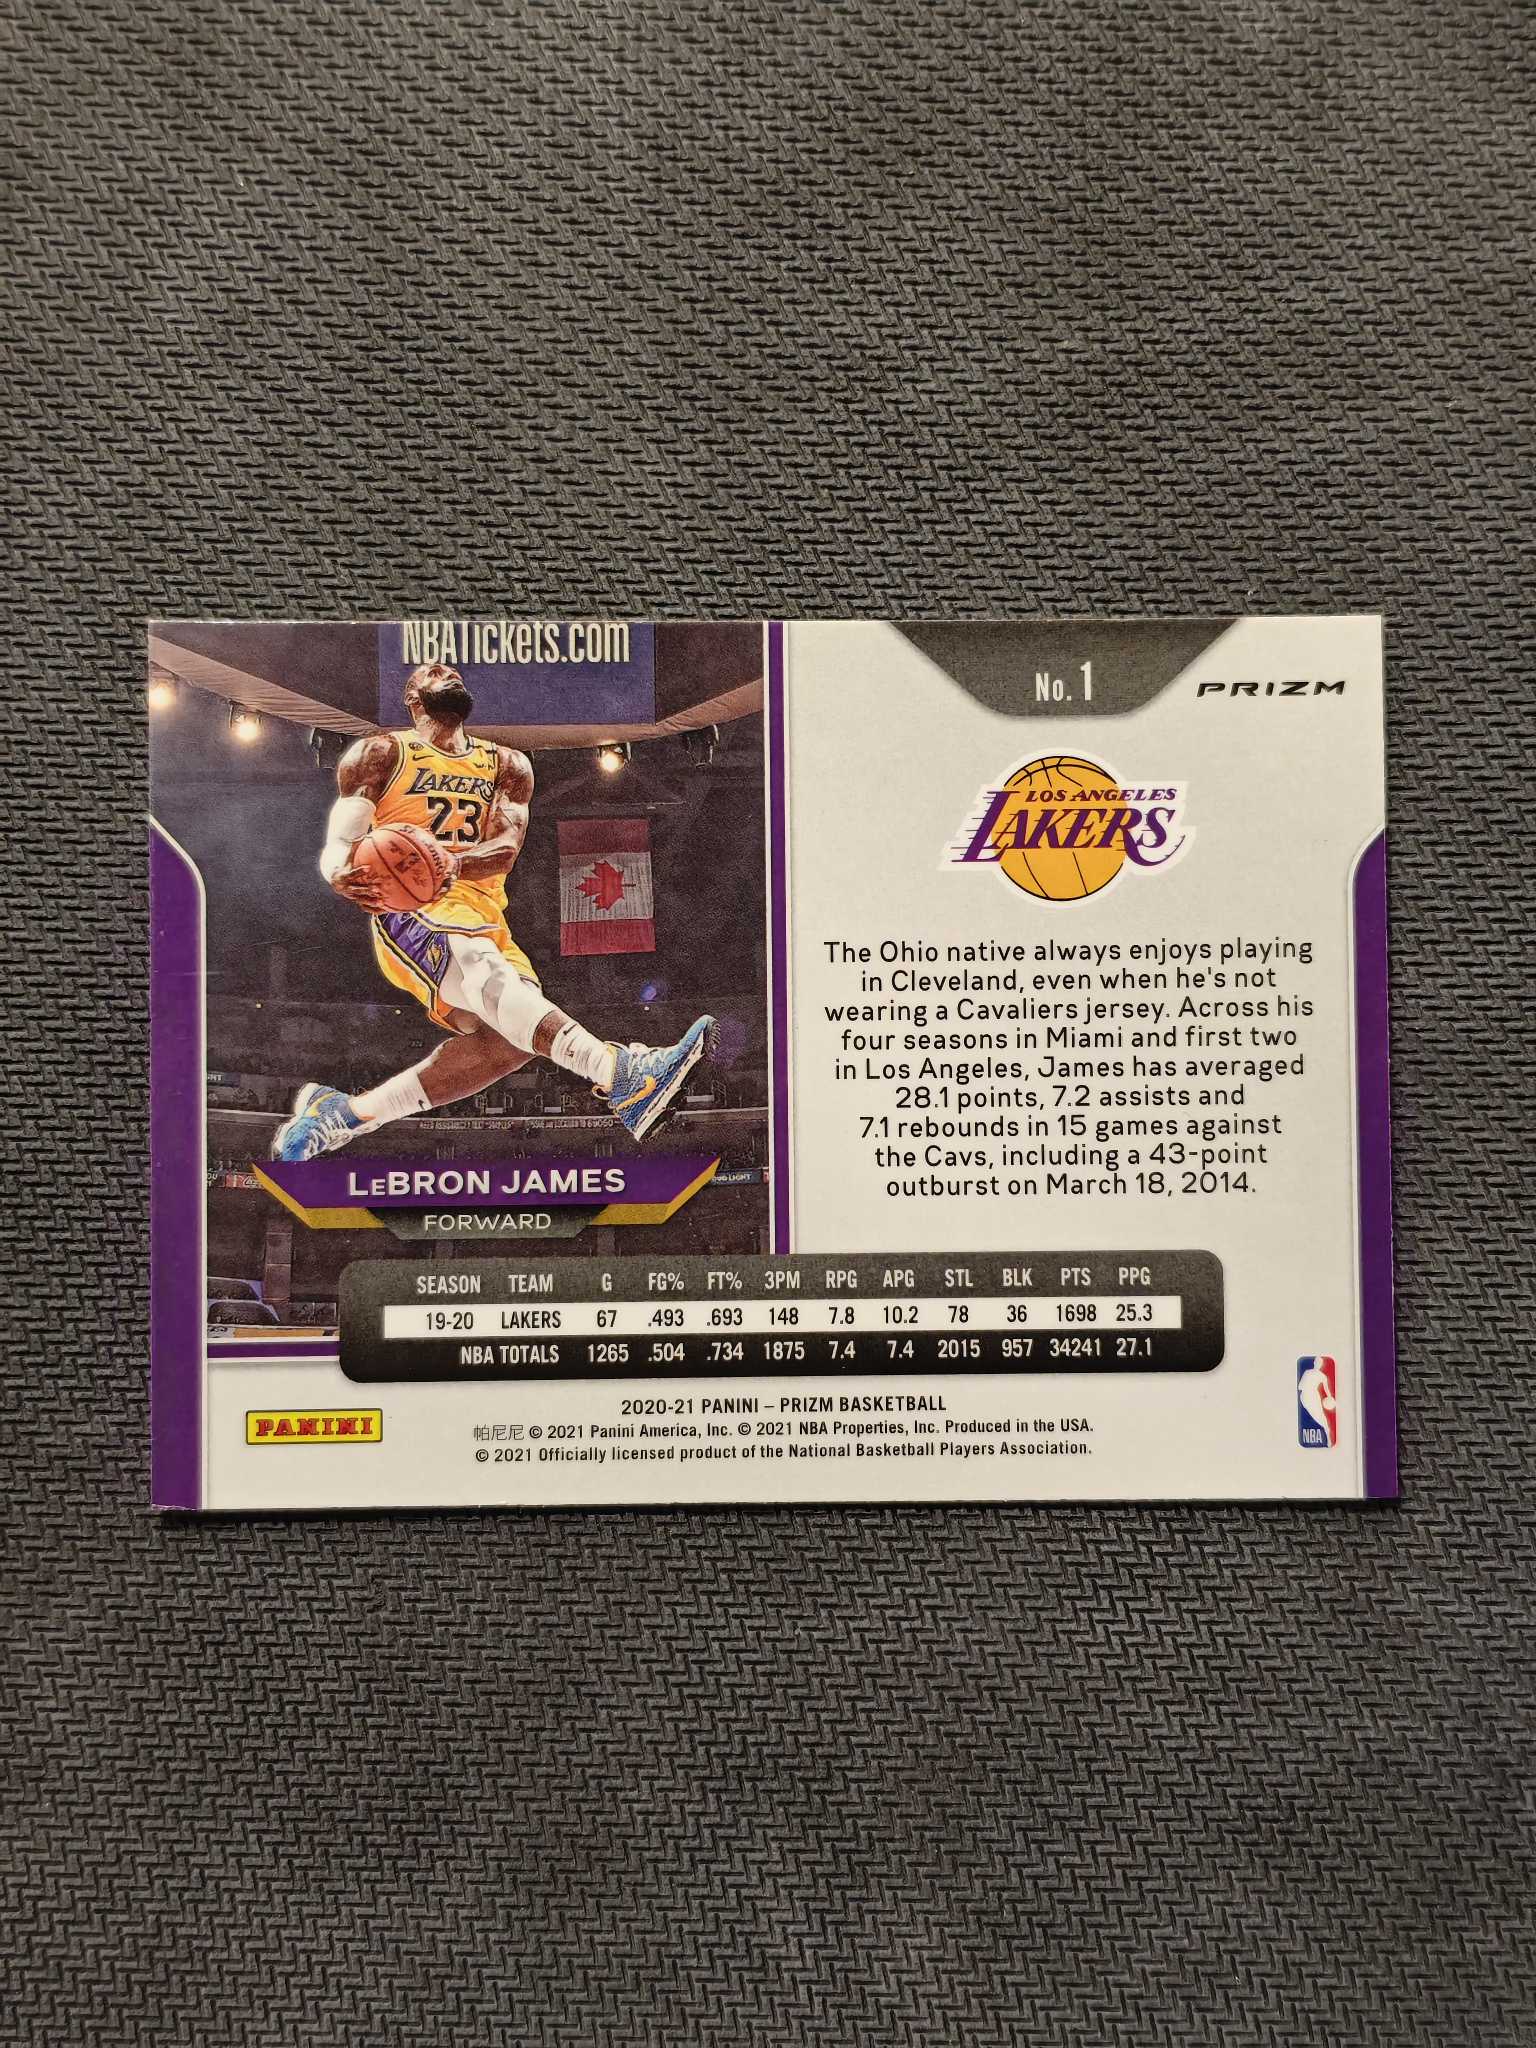 NBATickets.com
LAKERS
23
LeBRON JAMES
FORWARD
No. 1
PRIZM
LOS ANGELES
LAKERS
The Ohio native always enjoys playing
in Cleveland, even when he's not
wearing a Cavaliers jersey. Across his
four seasons in Miami and first two
in Los Angeles, James has averaged
28.1 points, 7.2 assists and
7.1 rebounds in 15 games against
the Cavs, including a 43-point
outburst on March 18, 2014.
SEASON TEAM G FG% FT% 3PM RPG APG STL BLK PTS PPG
19-20 LAKERS 67 .493 .693 148 7.8 10.2 78 36 1698 25.3
NBA TOTALS 1265 .504 .734 1875 7.4 7.4 2015 957 34241 27.1
PANINI
2020-21 PANINI – PRIZM BASKETBALL
帕尼尼 © 2021 Panini America, Inc. © 2021 NBA Properties, Inc. Produced in the USA.
© 2021 Officially licensed product of the National Basketball Players Association.
NBA